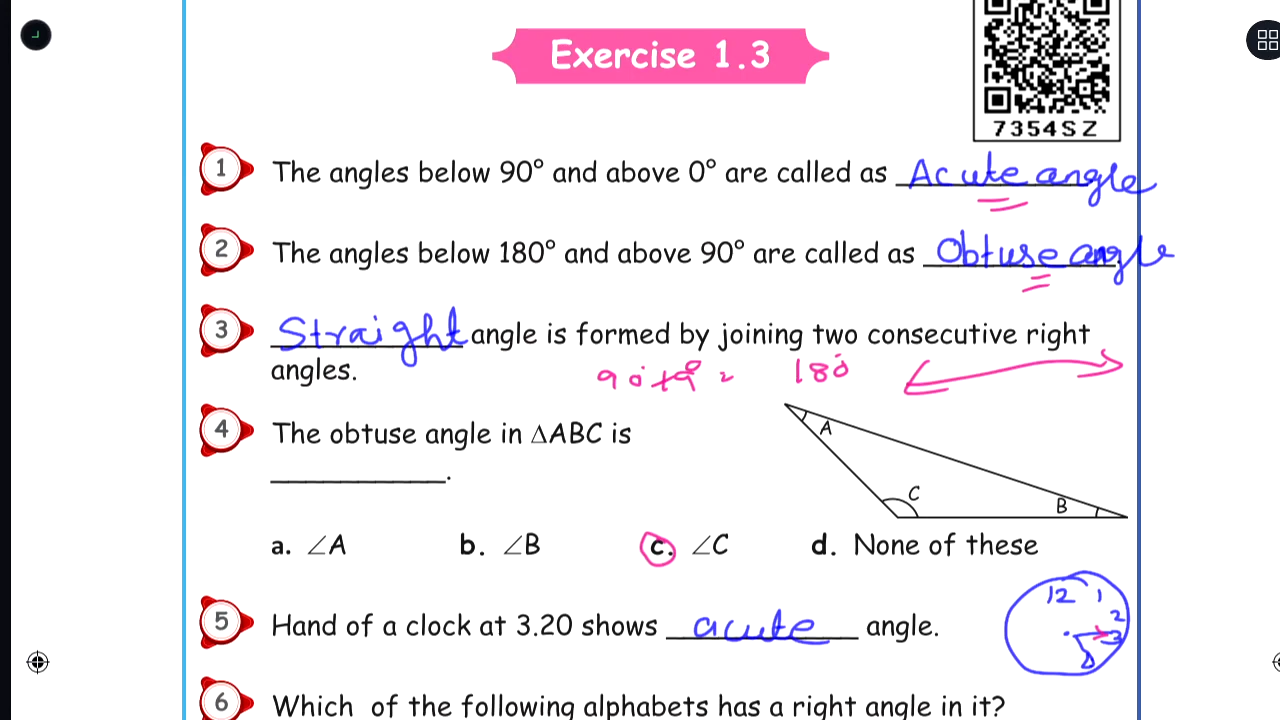 Exercise 1.3
7354SZ
1 The angles below 90° and above 0° are called as Acute angle
2 The angles below 180° and above 90° are called as Obtuse angle
3 Straight angle is formed by joining two consecutive right
angles.
180°
4 The obtuse angle in ΔABC is
____________.
A
C
B
a. ∠A b. ∠B c. ∠C d. None of these
12 1
2
3
5 Hand of a clock at 3.20 shows acute angle.
6 Which of the following alphabets has a right angle in it?